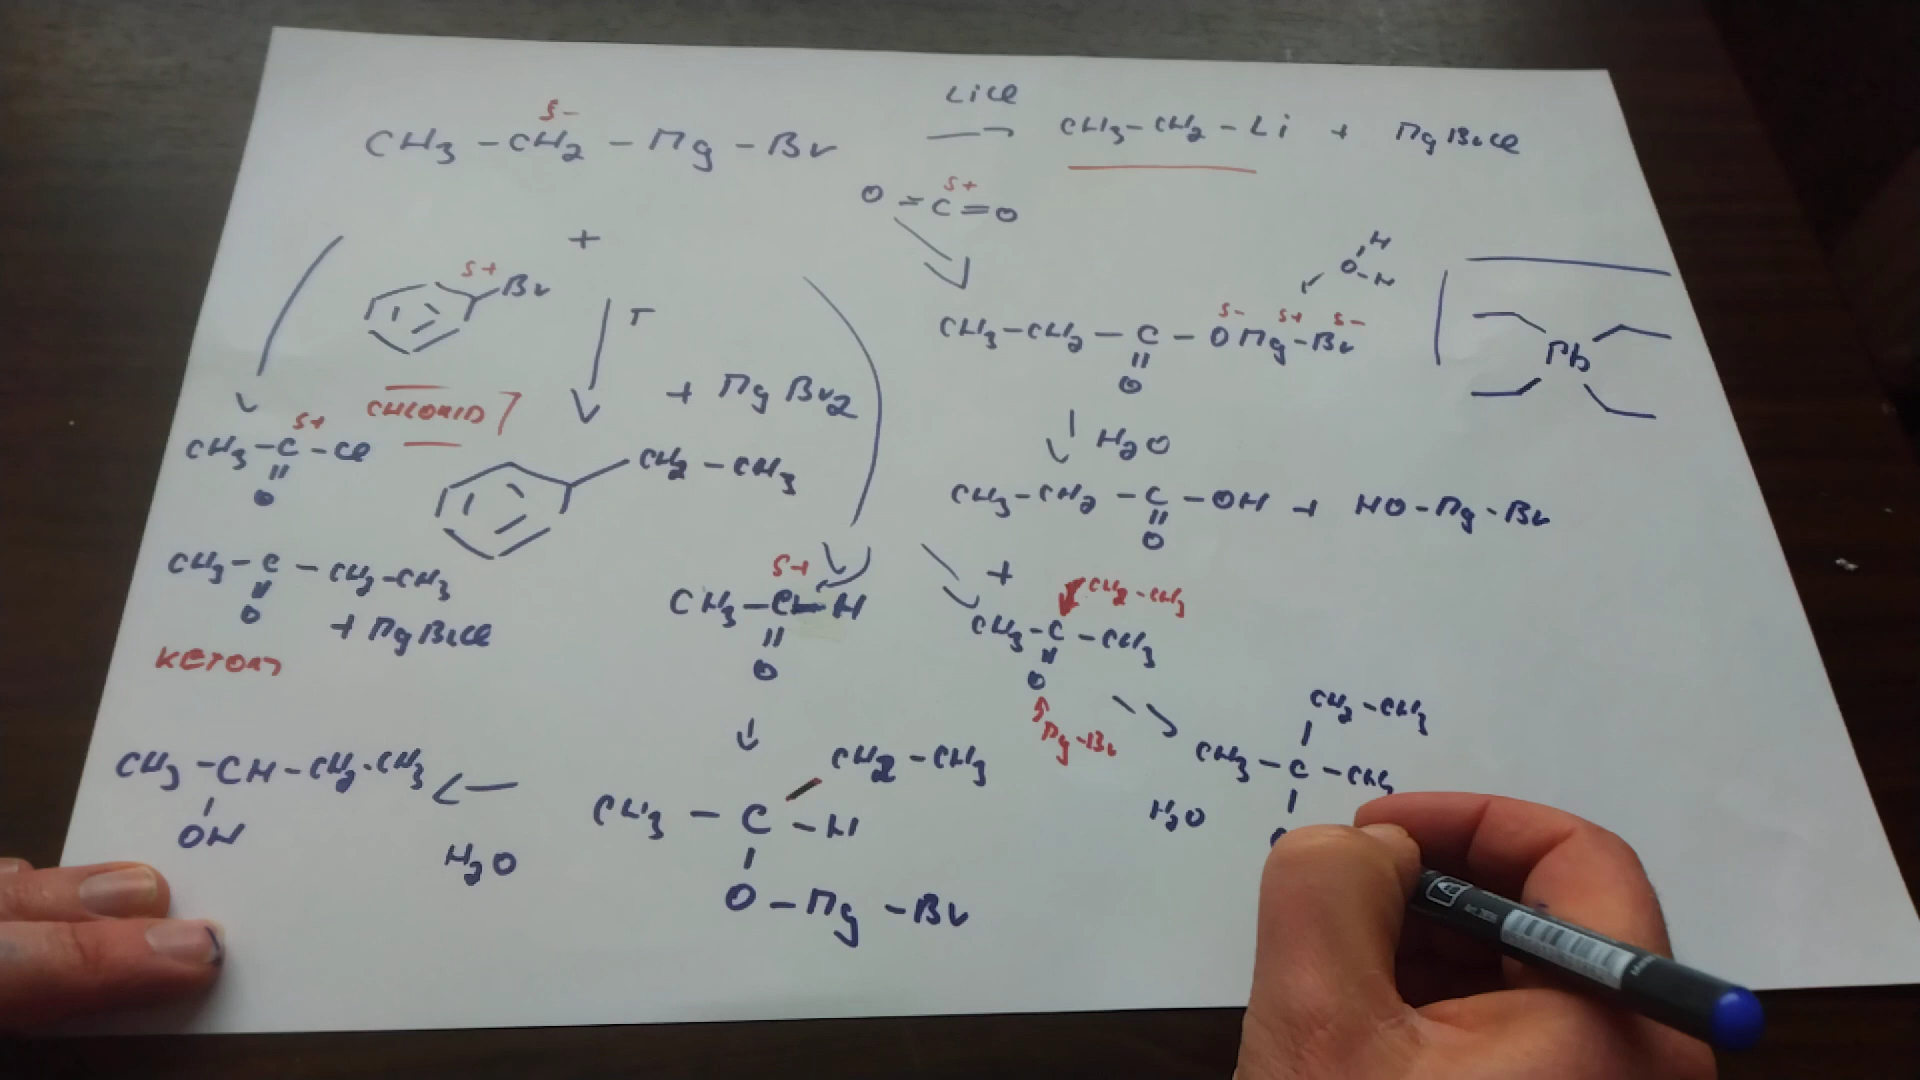 δ-
CH3 - CH2 - Mg - Br
LiCl
CH3 - CH2 - Li + MgBrCl
δ+
O = C = O
+
δ+
Br
T
+ MgBr2
CH2 - CH3
CHLORID
δ+
CH3 - C - Cl
O
CH3 - C - CH2 - CH3
O
+ MgBrCl
KETON
H
O - H
δ- δ+ δ-
CH3 - CH2 - C - OMg - Br
O
H2O
CH3 - CH2 - C - OH + HO - Mg - Br
O
Pb
δ+
CH3 - C - H
O
CH2 - CH3
CH3 - C - H
O - Mg - Br
H2O
CH3 - CH - CH2 - CH3
OH
+
CH2 - CH3
CH3 - C - CH3
O
Mg - Br
CH2 - CH3
CH3 - C - CH3
H2O